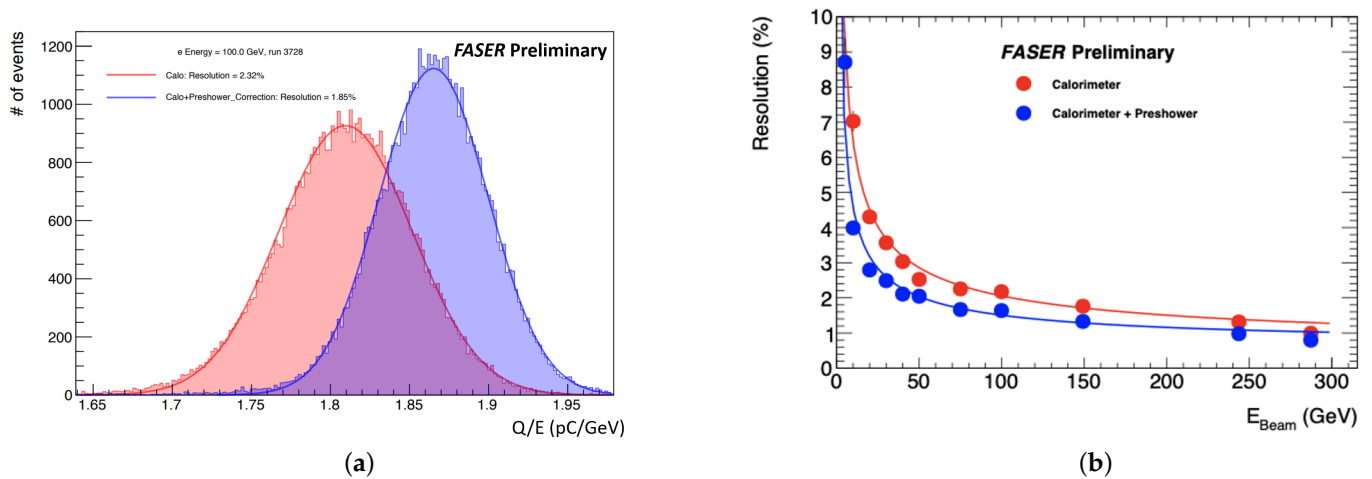 1200
1000
800
600
400
200
0
# of events
e Energy = 100.0 GeV, run 3728
FASER Preliminary
Calo: Resolution = 2.32%
Calo+Preshower_Correction: Resolution = 1.85%
1.65 1.7 1.75 1.8 1.85 1.9 1.95
Q/E (pC/GeV)
(a)
10
9
8
7
6
5
4
3
2
1
0
Resolution (%)
FASER Preliminary
Calorimeter
Calorimeter + Preshower
0 50 100 150 200 250 300
E_Beam (GeV)
(b)